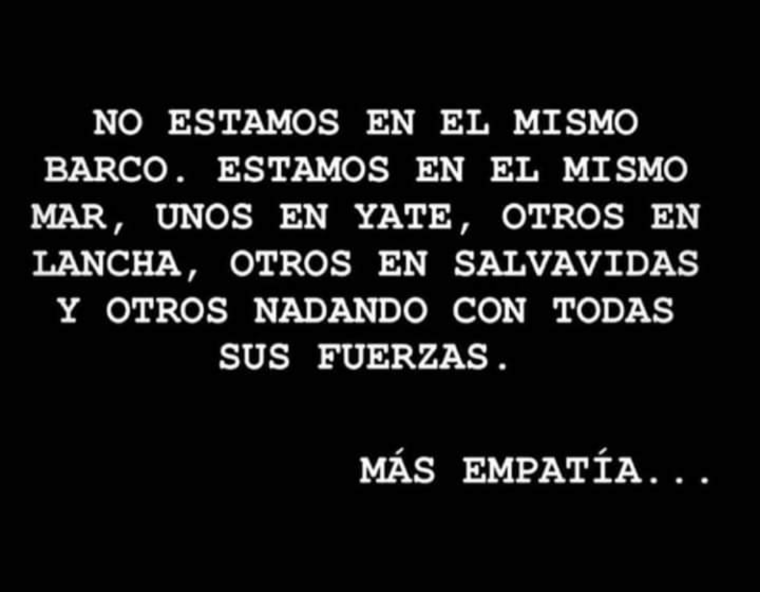 NO ESTAMOS EN EL MISMO
BARCO. ESTAMOS EN EL MISMO
MAR, UNOS EN YATE, OTROS EN
LANCHA, OTROS EN SALVAVIDAS
Y OTROS NADANDO CON TODAS
SUS FUERZAS.
MÁS EMPATÍA...